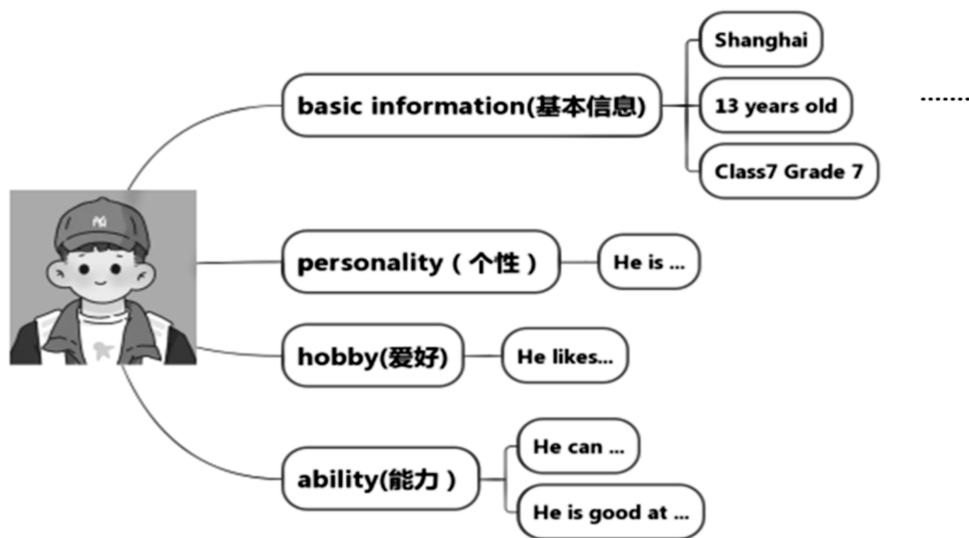 basic information(基本信息)
Shanghai
13 years old
Class7 Grade 7
personality ( 个性 )
He is ...
hobby(爱好)
He likes...
ability(能力 )
He can ...
He is good at ...